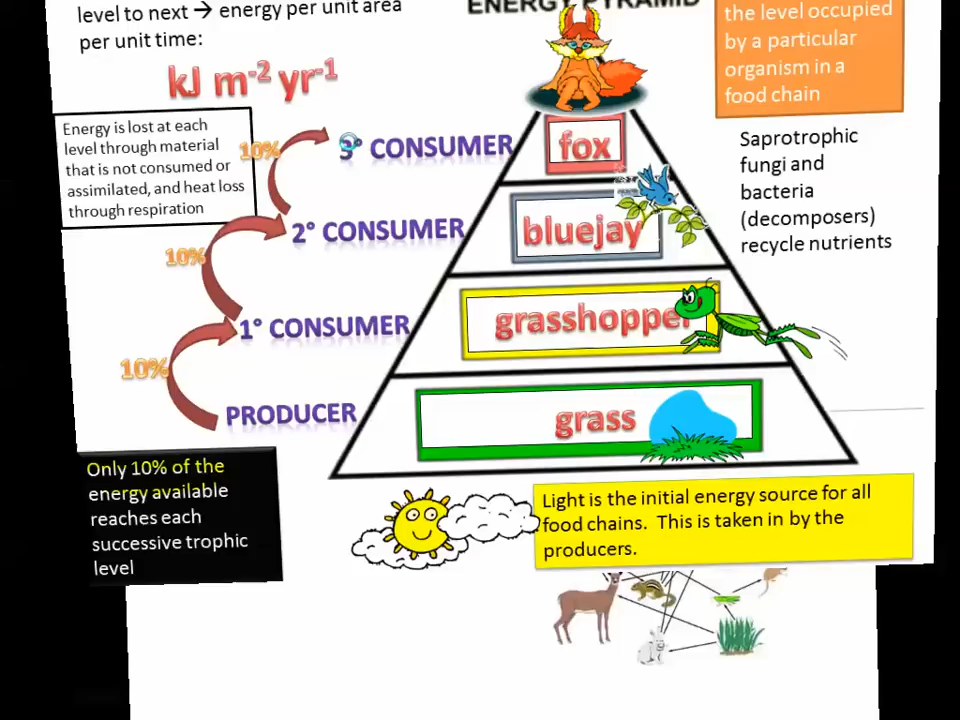 level to next → energy per unit area
per unit time:
kJ m⁻² yr⁻¹
ENERGY PYRAMID
the level occupied
by a particular
organism in a
food chain
Energy is lost at each
level through material
that is not consumed or
assimilated, and heat loss
through respiration
10%
3° CONSUMER
fox
Saprotrophic
fungi and
bacteria
(decomposers)
recycle nutrients
2° CONSUMER
bluejay
10%
1° CONSUMER
grasshopper
10%
PRODUCER
grass
Only 10% of the
energy available
reaches each
successive trophic
level
Light is the initial energy source for all
food chains.  This is taken in by the
producers.